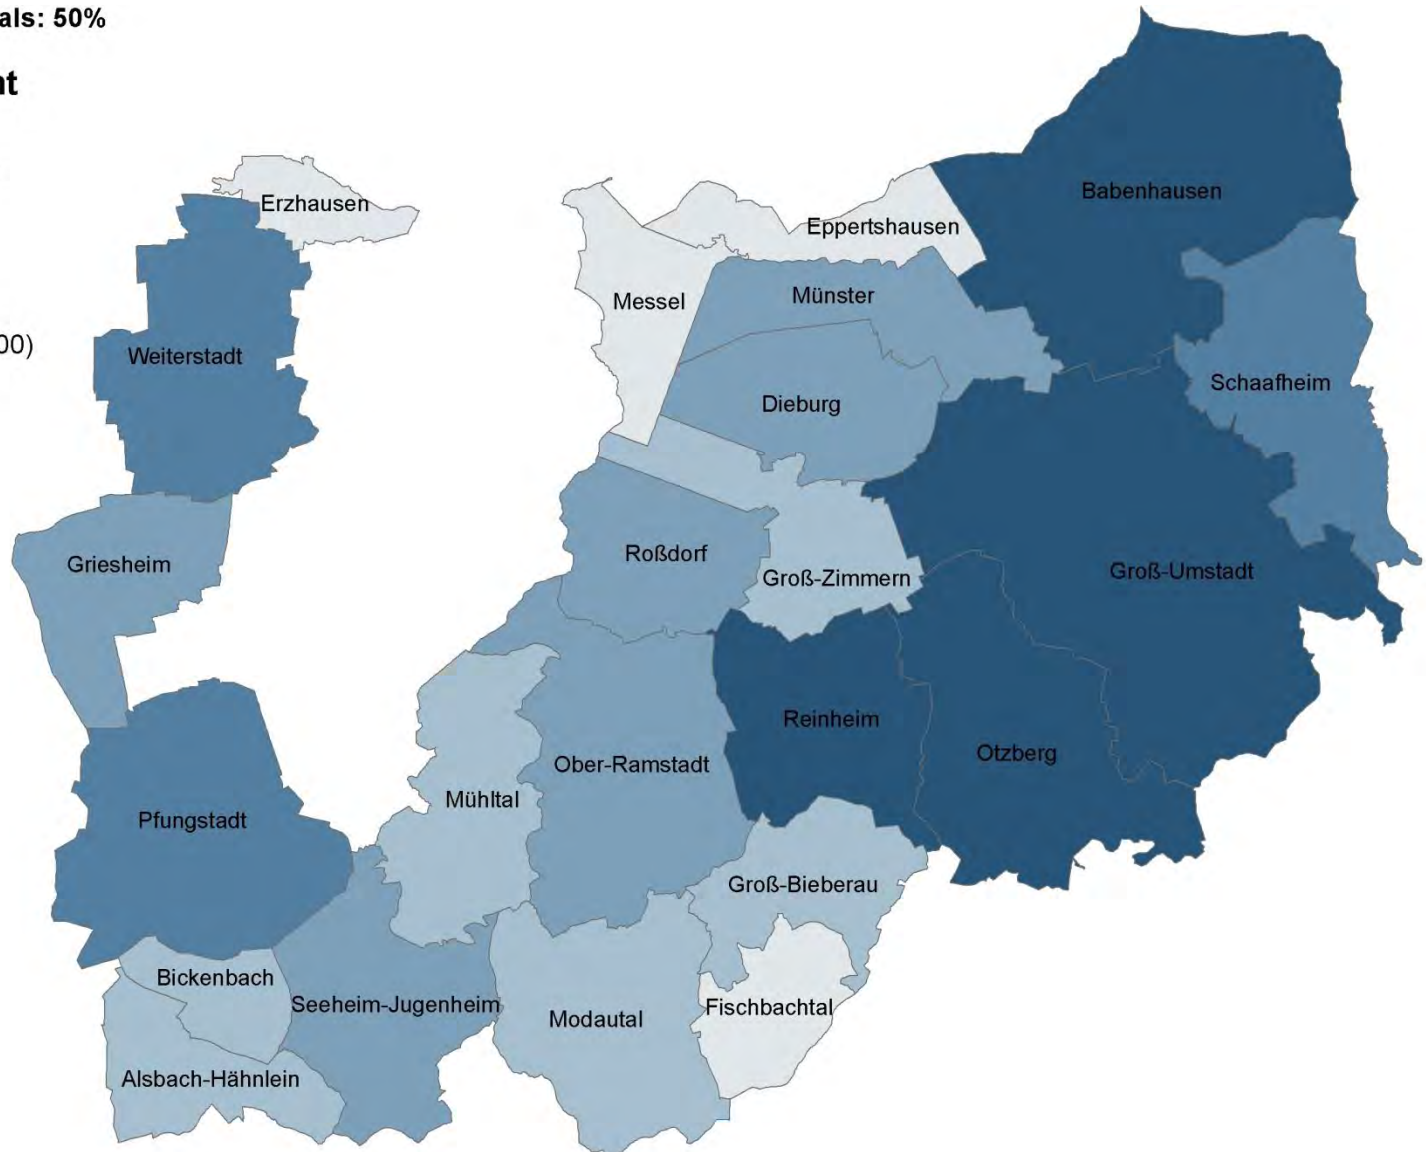 als: 50%
nt
00)
Babenhausen
Erzhausen
Eppertshausen
Münster
Messel
Weiterstadt
Schaafheim
Dieburg
Roßdorf
Griesheim
Groß-Umstadt
Groß-Zimmern
Reinheim
Otzberg
Ober-Ramstadt
Mühltal
Pfungstadt
Groß-Bieberau
Bickenbach
Seeheim-Jugenheim
Fischbachtal
Modautal
Alsbach-Hähnlein